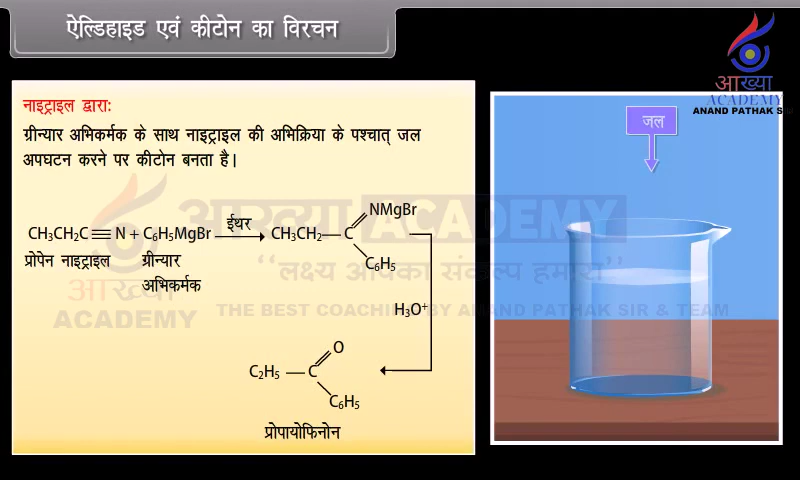 ऐल्डिहाइड एवं कीटोन का विरचन
आख्या
ACADEMY
ANAND PATHAK SIR
नाइट्राइल द्वाराः
ग्रीन्यार अभिकर्मक के साथ नाइट्राइल की अभिक्रिया के पश्चात् जल
अपघटन करने पर कीटोन बनता है।
जल
CH₃CH₂C≡N + C₆H₅MgBr ईथर CH₃CH₂—C NMgBr
C₆H₅
प्रोपेन नाइट्राइल ग्रीन्यार
अभिकर्मक
H₃O⁺
O
C₂H₅ — C
C₆H₅
प्रोपायोफिनोन
आख्या ACADEMY
‘‘लक्ष्य आपका संकल्प हमारा’’
THE BEST COACHING BY ANAND PATHAK SIR & TEAM
आख्या
ACADEMY